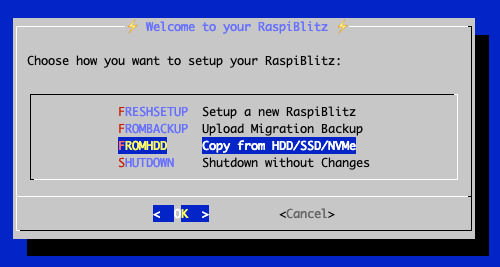 ⚡ Welcome to your RaspiBlitz ⚡
Choose how you want to setup your RaspiBlitz:
FRESHSETUP Setup a new RaspiBlitz
FROMBACKUP Upload Migration Backup
FROMHDD Copy from HDD/SSD/NVMe
SHUTDOWN Shutdown without Changes
< OK > <Cancel>